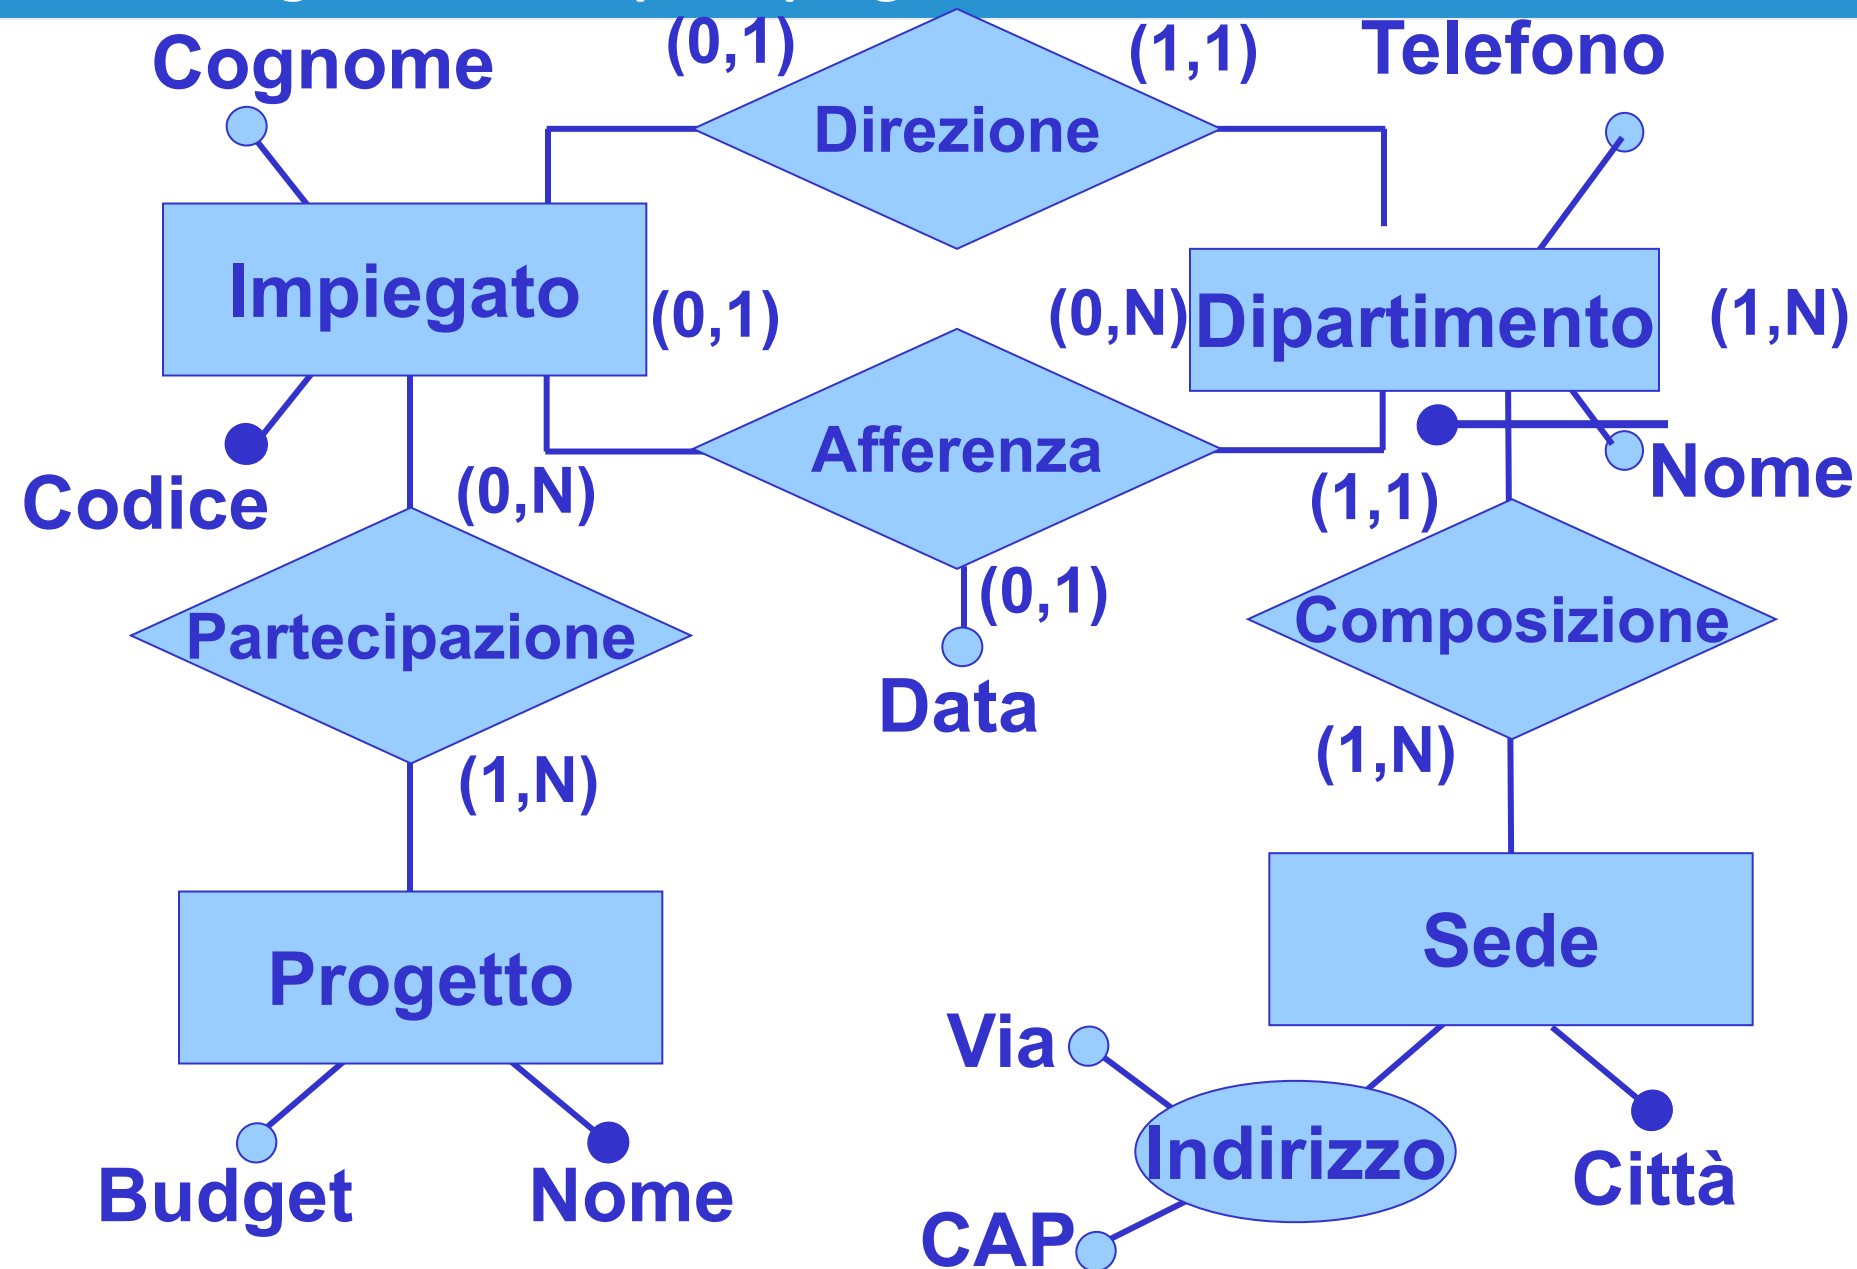 (0,1)
(1,1)
Telefono
Cognome
Direzione
Impiegato
(0,1)
(0,N)
Dipartimento
(1,N)
Afferenza
Nome
Codice
(0,N)
(1,1)
(0,1)
Partecipazione
Composizione
Data
(1,N)
(1,N)
Sede
Progetto
Via
Indirizzo
Città
Budget
Nome
CAP